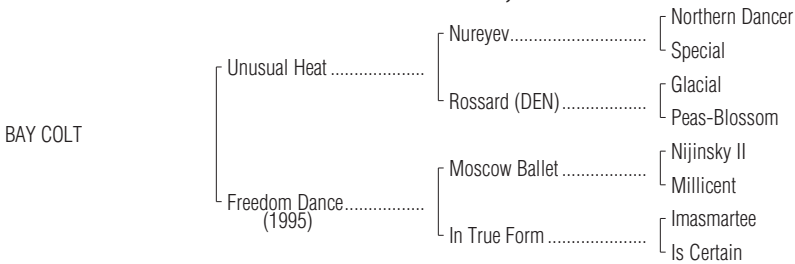 Northern Dancer
Nureyev..............................
Special
Unusual Heat .....................
Glacial
Rossard (DEN)...................
Peas-Blossom
BAY COLT
Nijinsky II
Moscow Ballet ...................
Millicent
Freedom Dance..................
(1995)
Imasmartee
In True Form ......................
Is Certain